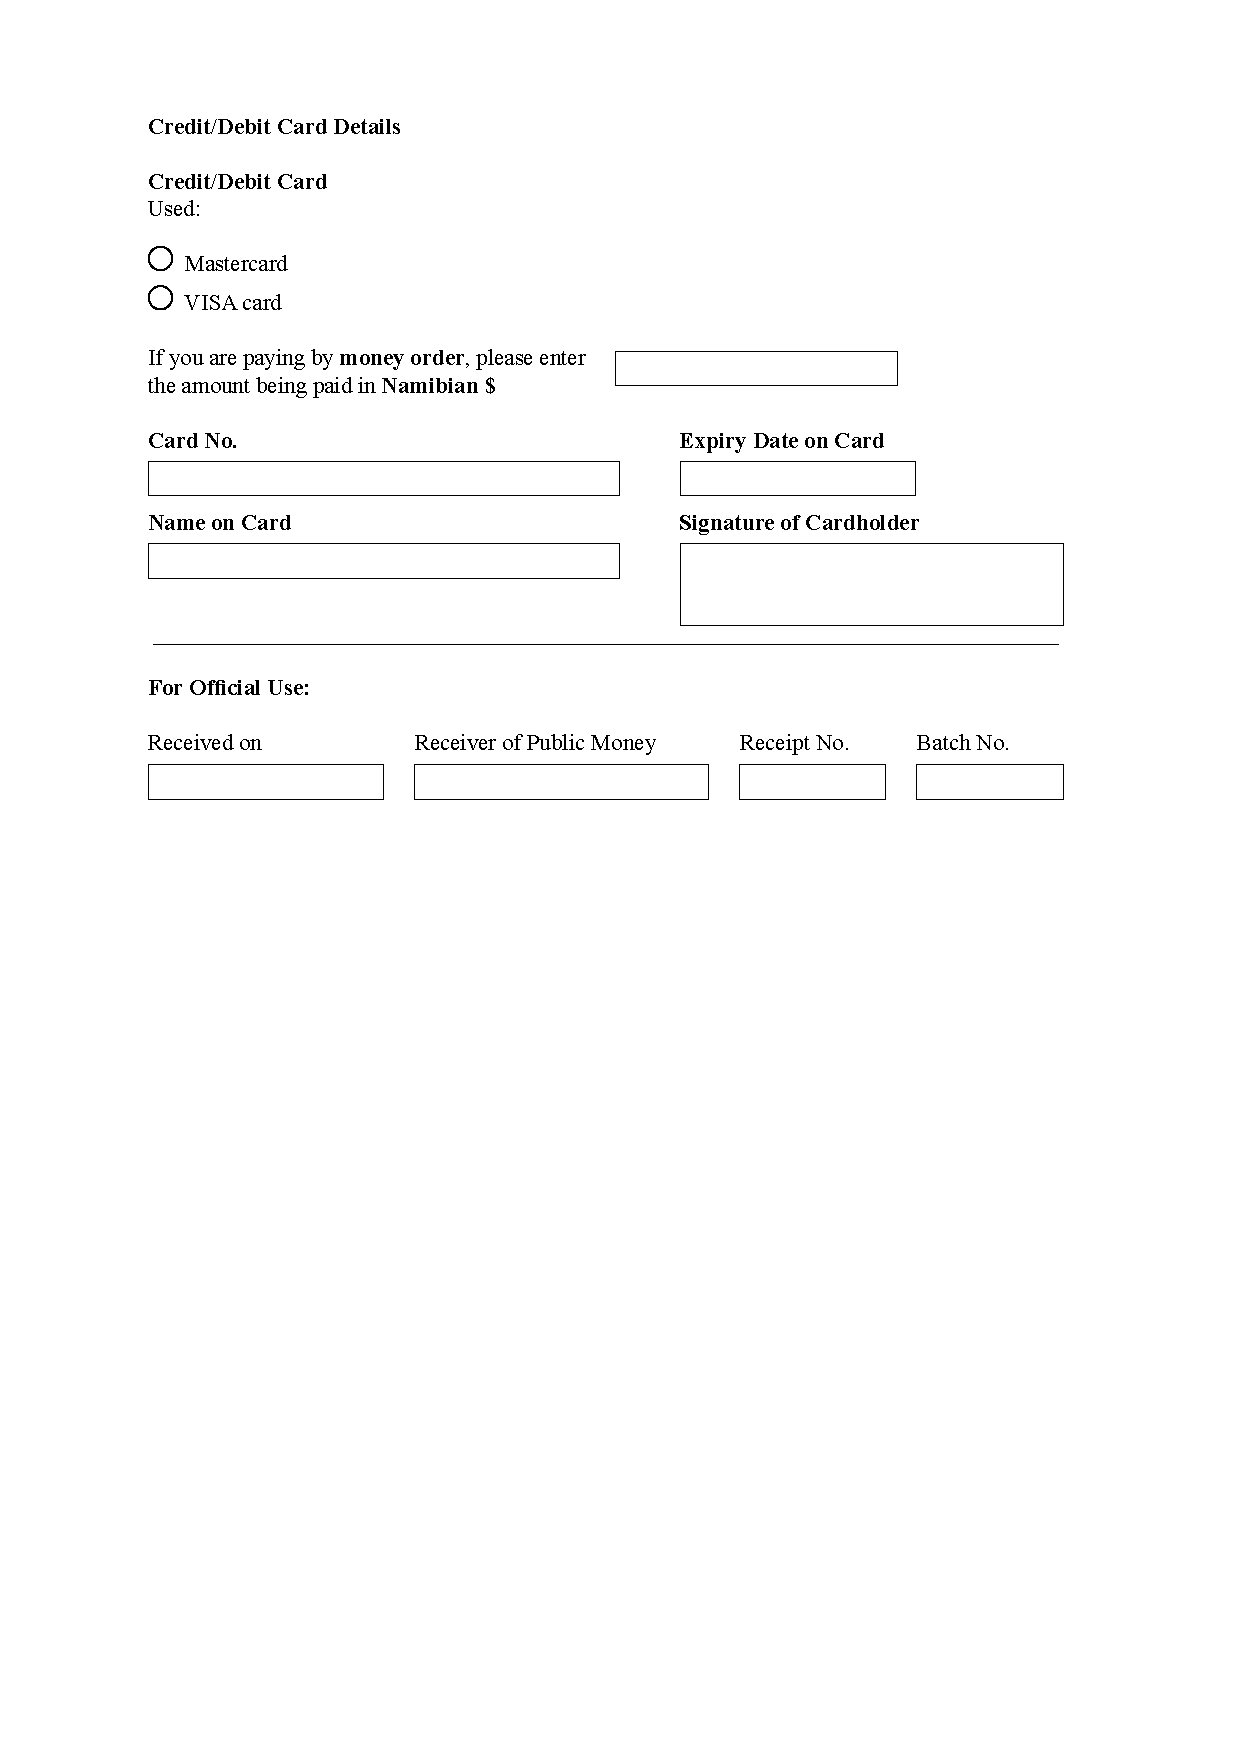 Credit/Debit Card Details
Credit/Debit Card
Used:
Mastercard
VISA card
If you are paying by money order, please enter
the amount being paid in Namibian $
Card No.
Expiry Date on Card
Name on Card
Signature of Cardholder
For Official Use:
Received on
Receiver of Public Money
Receipt No.
Batch No.